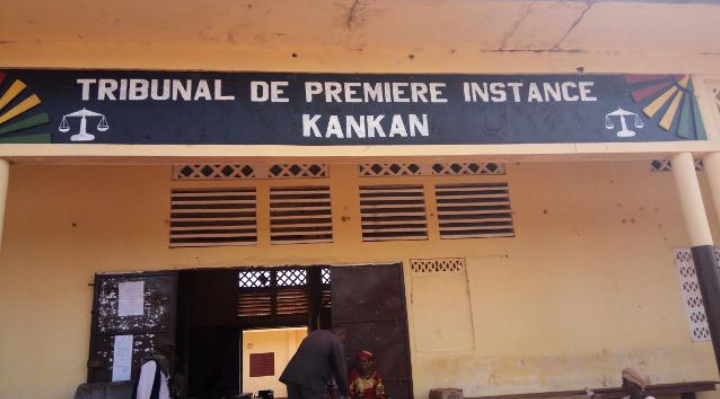 TRIBUNAL DE PREMIERE INSTANCE
KANKAN